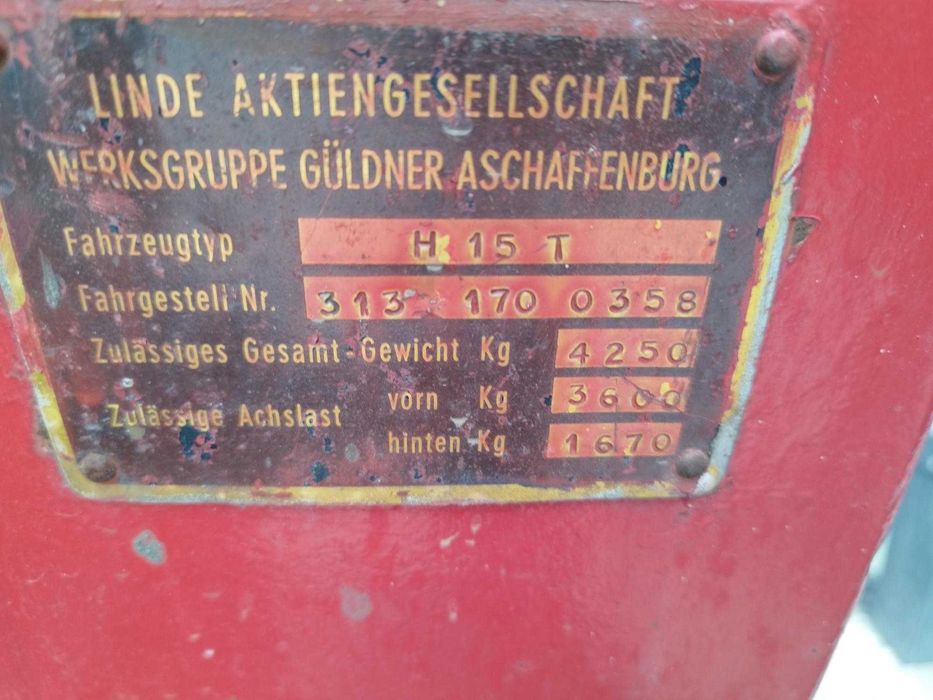 LINDE AKTIENGESELLSCHAFT
WERKSGRUPPE GÜLDNER ASCHAFFENBURG
Fahrzeugtyp H 15 T
Fahrgestell Nr. 313 170 0358
Zulässiges Gesamt-Gewicht Kg 4250
Zulässige Achslast vorn Kg 3600
hinten Kg 1670